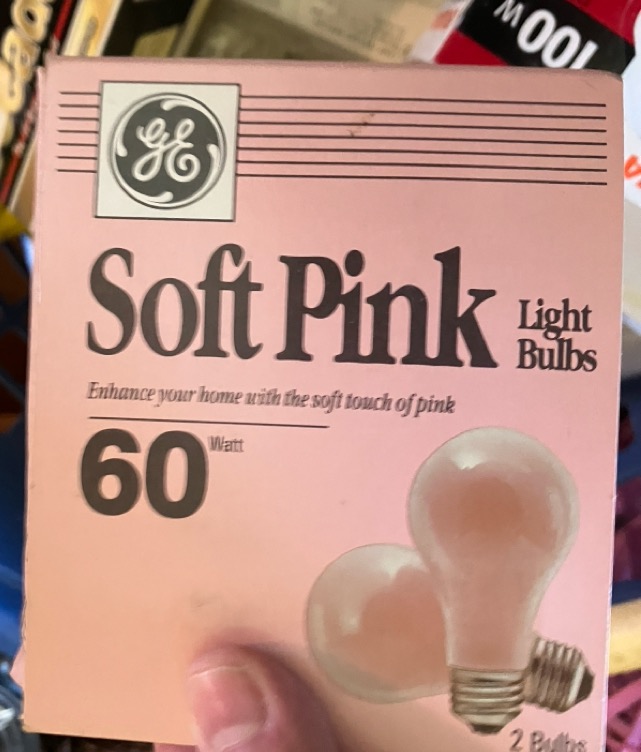 100 W
GE
Soft Pink
Light
Bulbs
Enhance your home with the soft touch of pink
60 Watt
2 Bulbs